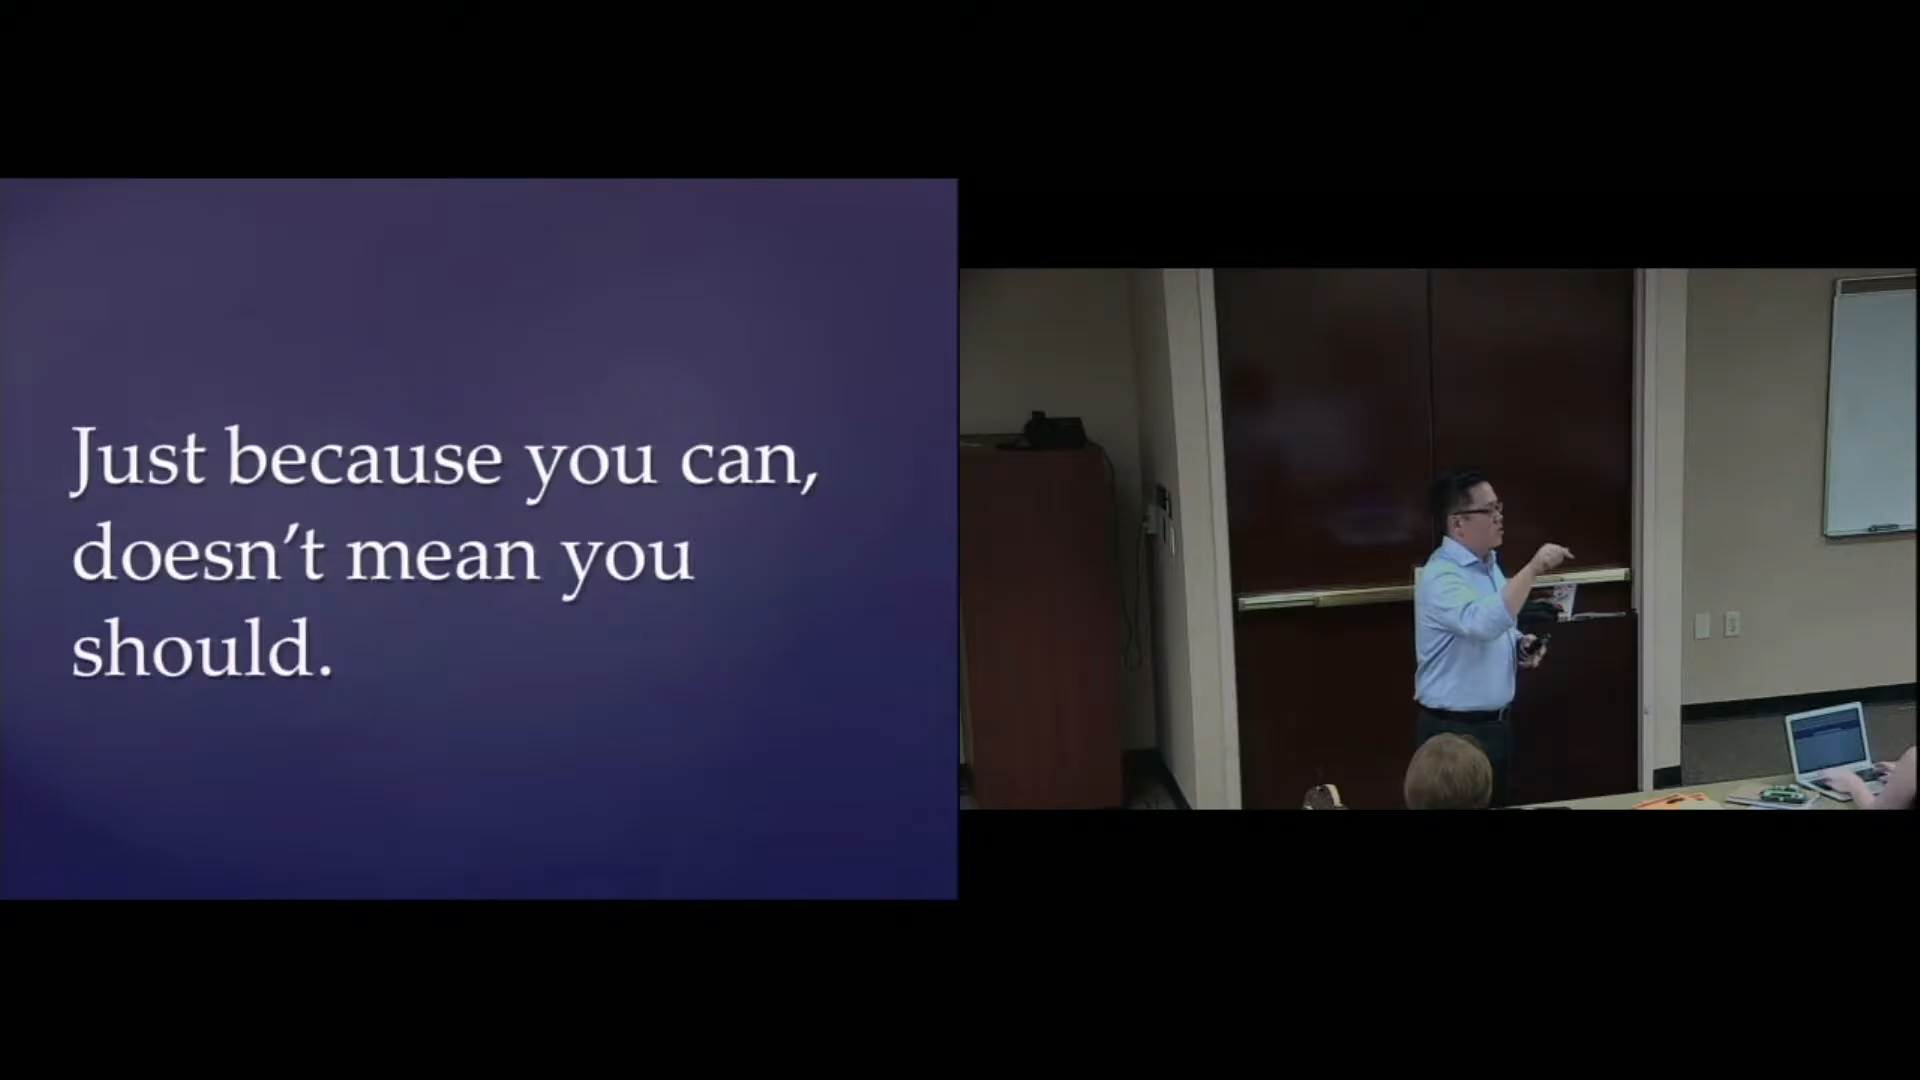 Just because you can,
doesn’t mean you
should.